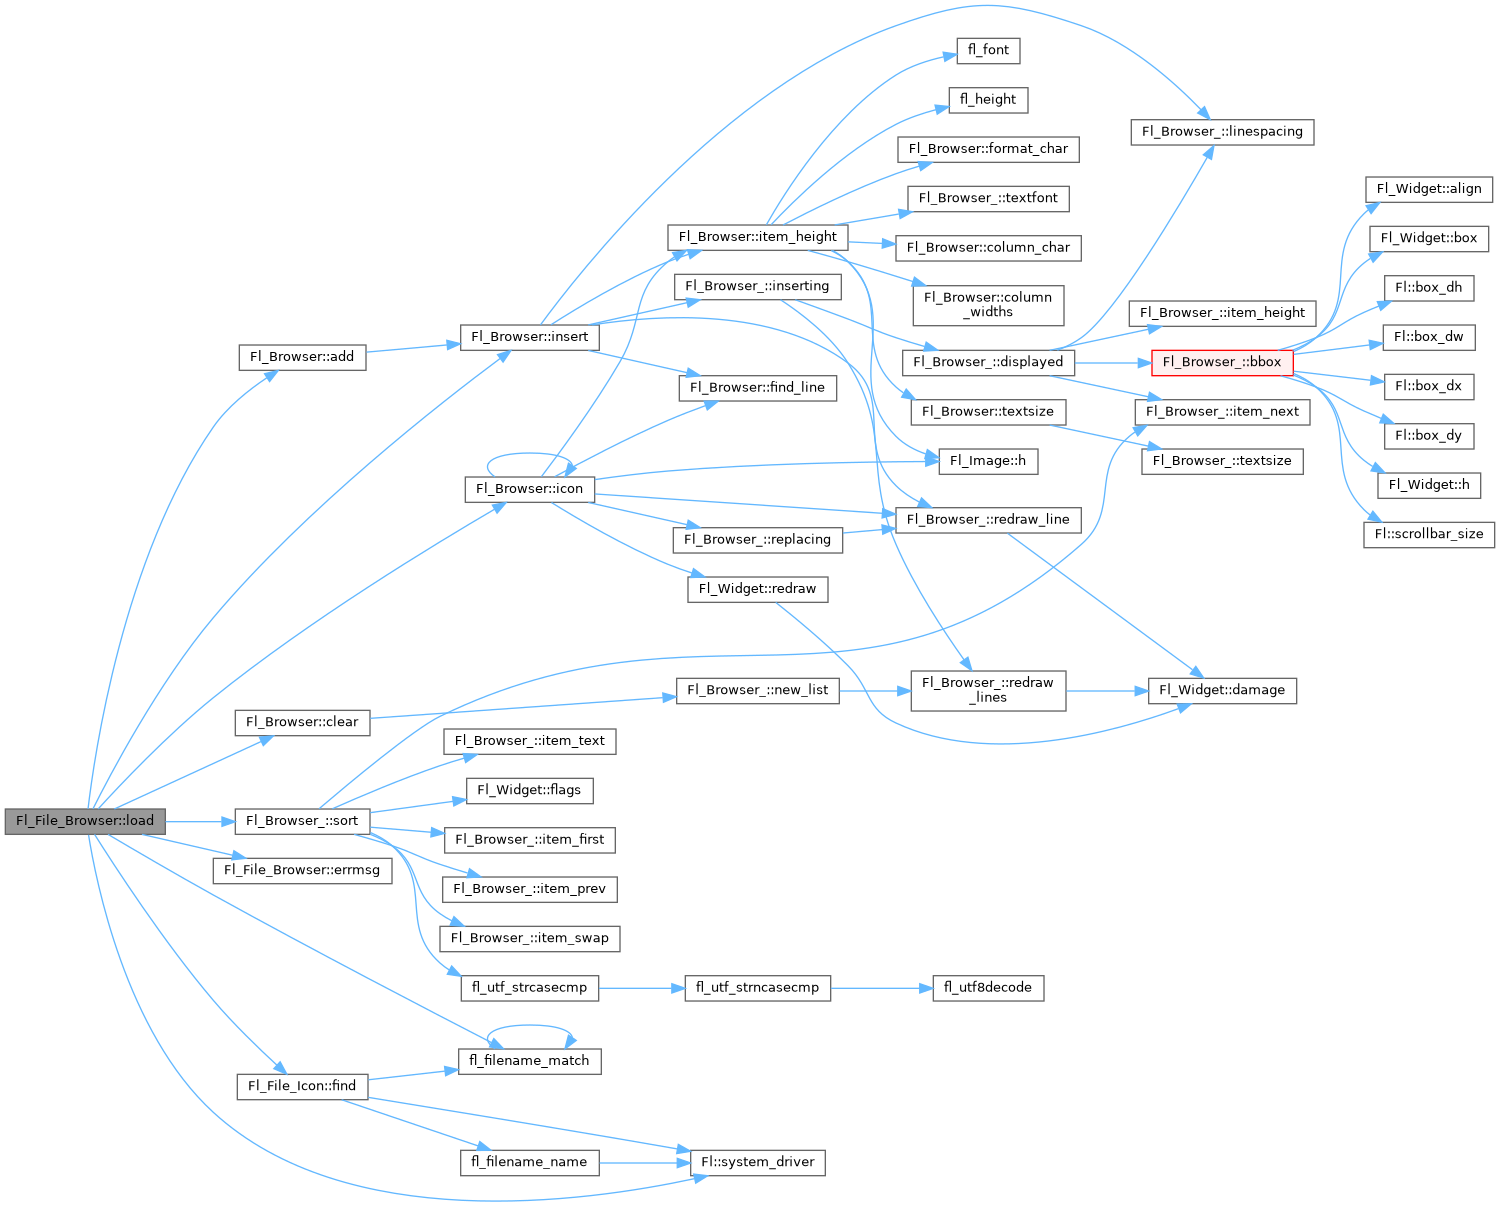 fl_font
fl_height
Fl_Browser_::linespacing
Fl_Browser::format_char
Fl_Widget::align
Fl_Browser_::textfont
Fl_Browser::item_height
Fl_Widget::box
Fl_Browser::column_char
Fl_Browser_::inserting
Fl::box_dh
Fl_Browser::column
_widths
Fl_Browser_::item_height
Fl_Browser::insert
Fl::box_dw
Fl_Browser::add
Fl_Browser_::displayed
Fl_Browser_::bbox
Fl_Browser::find_line
Fl::box_dx
Fl_Browser::textsize
Fl_Browser_::item_next
Fl::box_dy
Fl_Image::h
Fl_Browser_::textsize
Fl_Browser::icon
Fl_Widget::h
Fl_Browser_::redraw_line
Fl::scrollbar_size
Fl_Browser_::replacing
Fl_Widget::redraw
Fl_Browser_::new_list
Fl_Browser_::redraw
_lines
Fl_Widget::damage
Fl_Browser::clear
Fl_Browser_::item_text
Fl_Widget::flags
Fl_File_Browser::load
Fl_Browser_::sort
Fl_Browser_::item_first
Fl_File_Browser::errmsg
Fl_Browser_::item_prev
Fl_Browser_::item_swap
fl_utf_strcasecmp
fl_utf_strncasecmp
fl_utf8decode
fl_filename_match
Fl_File_Icon::find
fl_filename_name
Fl::system_driver